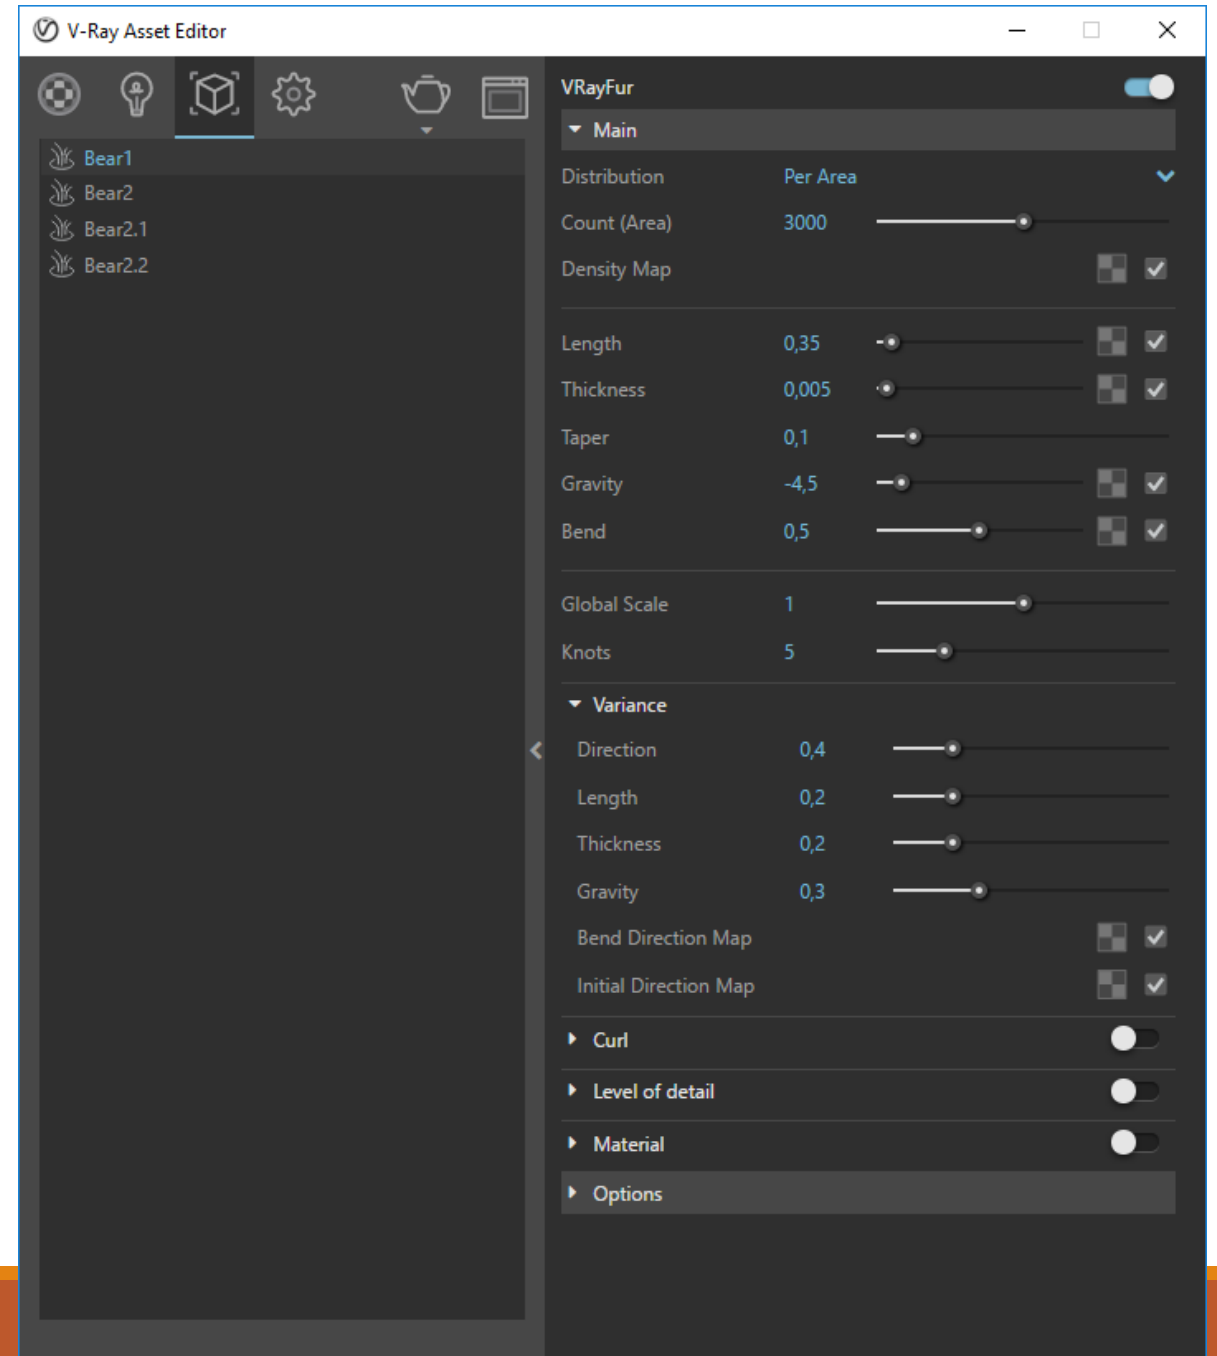 V-Ray Asset Editor
Bear1
Bear2
Bear2.1
Bear2.2
VRayFur
Main
Distribution Per Area
Count (Area) 3000
Density Map
Length 0,35
Thickness 0,005
Taper 0,1
Gravity -4,5
Bend 0,5
Global Scale 1
Knots 5
Variance
Direction 0,4
Length 0,2
Thickness 0,2
Gravity 0,3
Bend Direction Map
Initial Direction Map
Curl
Level of detail
Material
Options